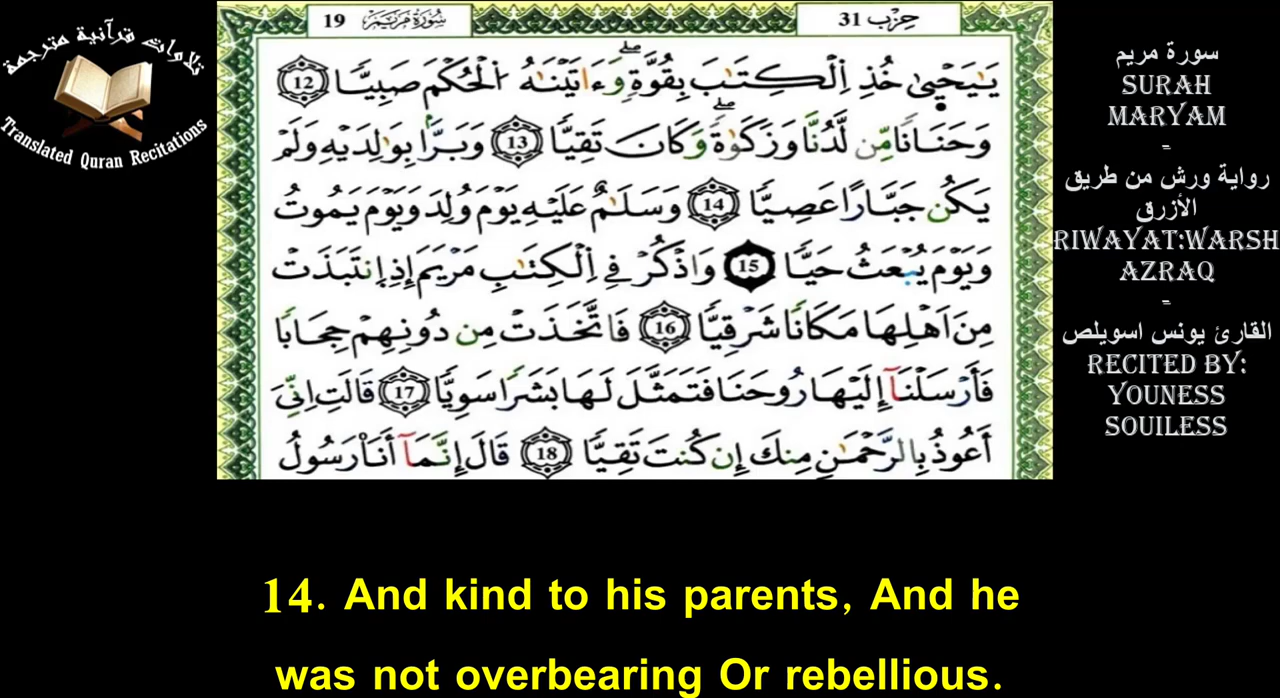 تلاوات قرآنية مترجمة
Translated Quran Recitations
19 سُورَةُ مَرْيَمَ حِزْب 31
يَٰيَحْيَىٰ خُذِ اِ۬لْكِتَٰبَ بِقُوَّةٖۖ وَءَاتَيْنَٰهُ اُ۬لْحُكْمَ صَبِيّاٗ 12
وَحَنَاناٗ مِّن لَّدُنَّا وَزَكَوٰةٗۖ وَكَانَ تَقِيّاٗ 13 وَبَرّاَۢ بِوَٰلِدَيْهِ وَلَمْ
يَكُن جَبَّاراً عَصِيّاٗ 14 وَسَلَٰمٌ عَلَيْهِ يَوْمَ وُلِدَ وَيَوْمَ يَمُوتُ
وَيَوْمَ يُبْعَثُ حَيّاٗ 15 وَاذْكُرْ فِي اِ۬لْكِتَٰبِ مَرْيَمَ إِذِ اِ۪نتَبَذَتْ
مِنَ اَهْلِهَا مَكَاناٗ شَرْقِيّاٗ 16 فَاتَّخَذَتْ مِن دُونِهِمْ حِجَاباٗ
فَأَرْسَلْنَآ إِلَيْهَا رُوحَنَا فَتَمَثَّلَ لَهَا بَشَراٗ سَوِيّاٗ 17 قَالَتِ اِنِّيَ
أَعُوذُ بِالرَّحْمَٰنِ مِنكَ إِن كُنتَ تَقِيّاٗ 18 قَالَ إِنَّمَآ أَنَا رَسُولُ
سورة مريم
SURAH
MARYAM
-
رواية ورش من طريق
الأزرق
RIWAYAT:WARSH
AZRAQ
-
القارئ يونس اسويلص
RECITED BY:
YOUNESS
SOUILESS
14. And kind to his parents, And he
was not overbearing Or rebellious.